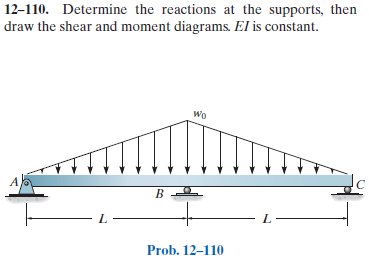 12–110. Determine the reactions at the supports, then
draw the shear and moment diagrams. EI is constant.
w0
A
B
C
L
L
Prob. 12–110